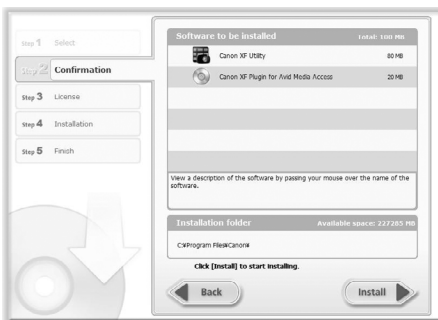 Step 1 Select
Step 2 Confirmation
Step 3 License
Step 4 Installation
Step 5 Finish
Software to be installed Total: 100 MB
Canon XF Utility 80 MB
Canon XF Plugin for Avid Media Access 20 MB
View a description of the software by passing your mouse over the name of the
software.
Installation folder Available space: 227285 MB
C:¥Program Files¥Canon¥
Click [Install] to start installing.
Back Install